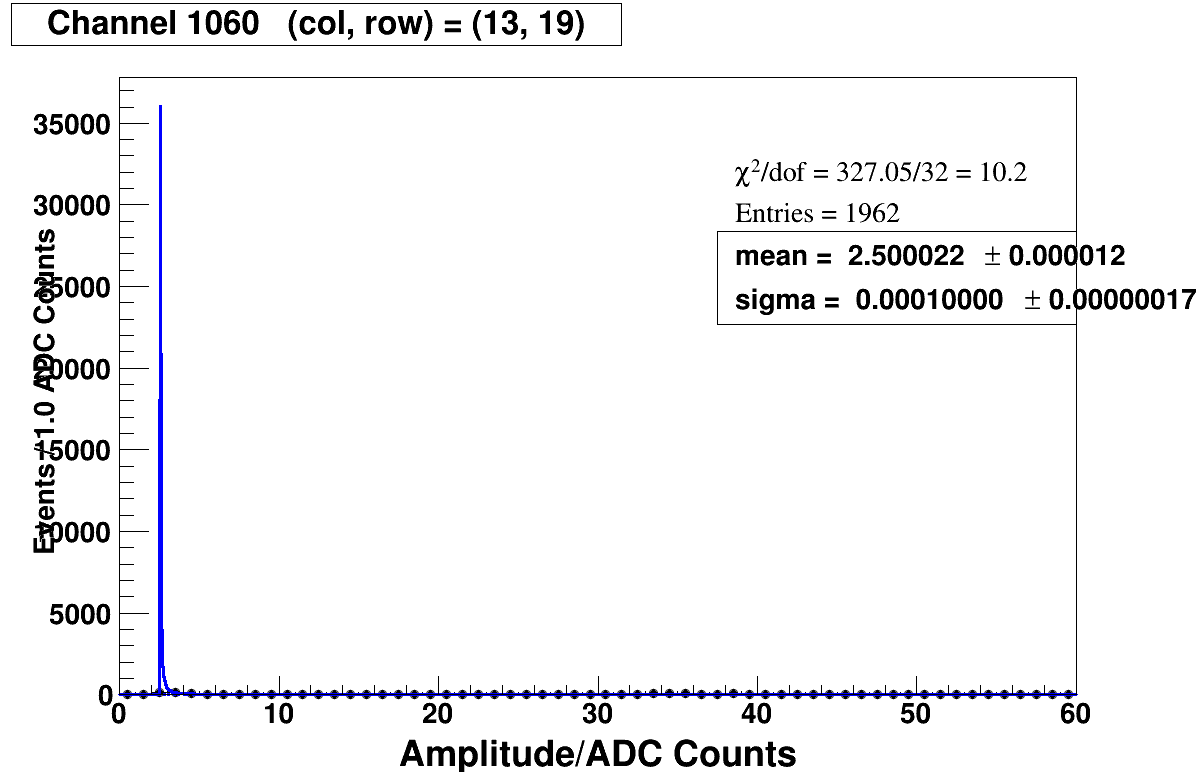 Channel 1060 (col, row) = (13, 19)
35000
30000
25000
20000
15000
10000
5000
0
Events/1.0 ADC Counts
χ²/dof = 327.05/32 = 10.2
Entries = 1962
mean = 2.500022 ± 0.000012
sigma = 0.00010000 ± 0.00000017
0 10 20 30 40 50 60
Amplitude/ADC Counts